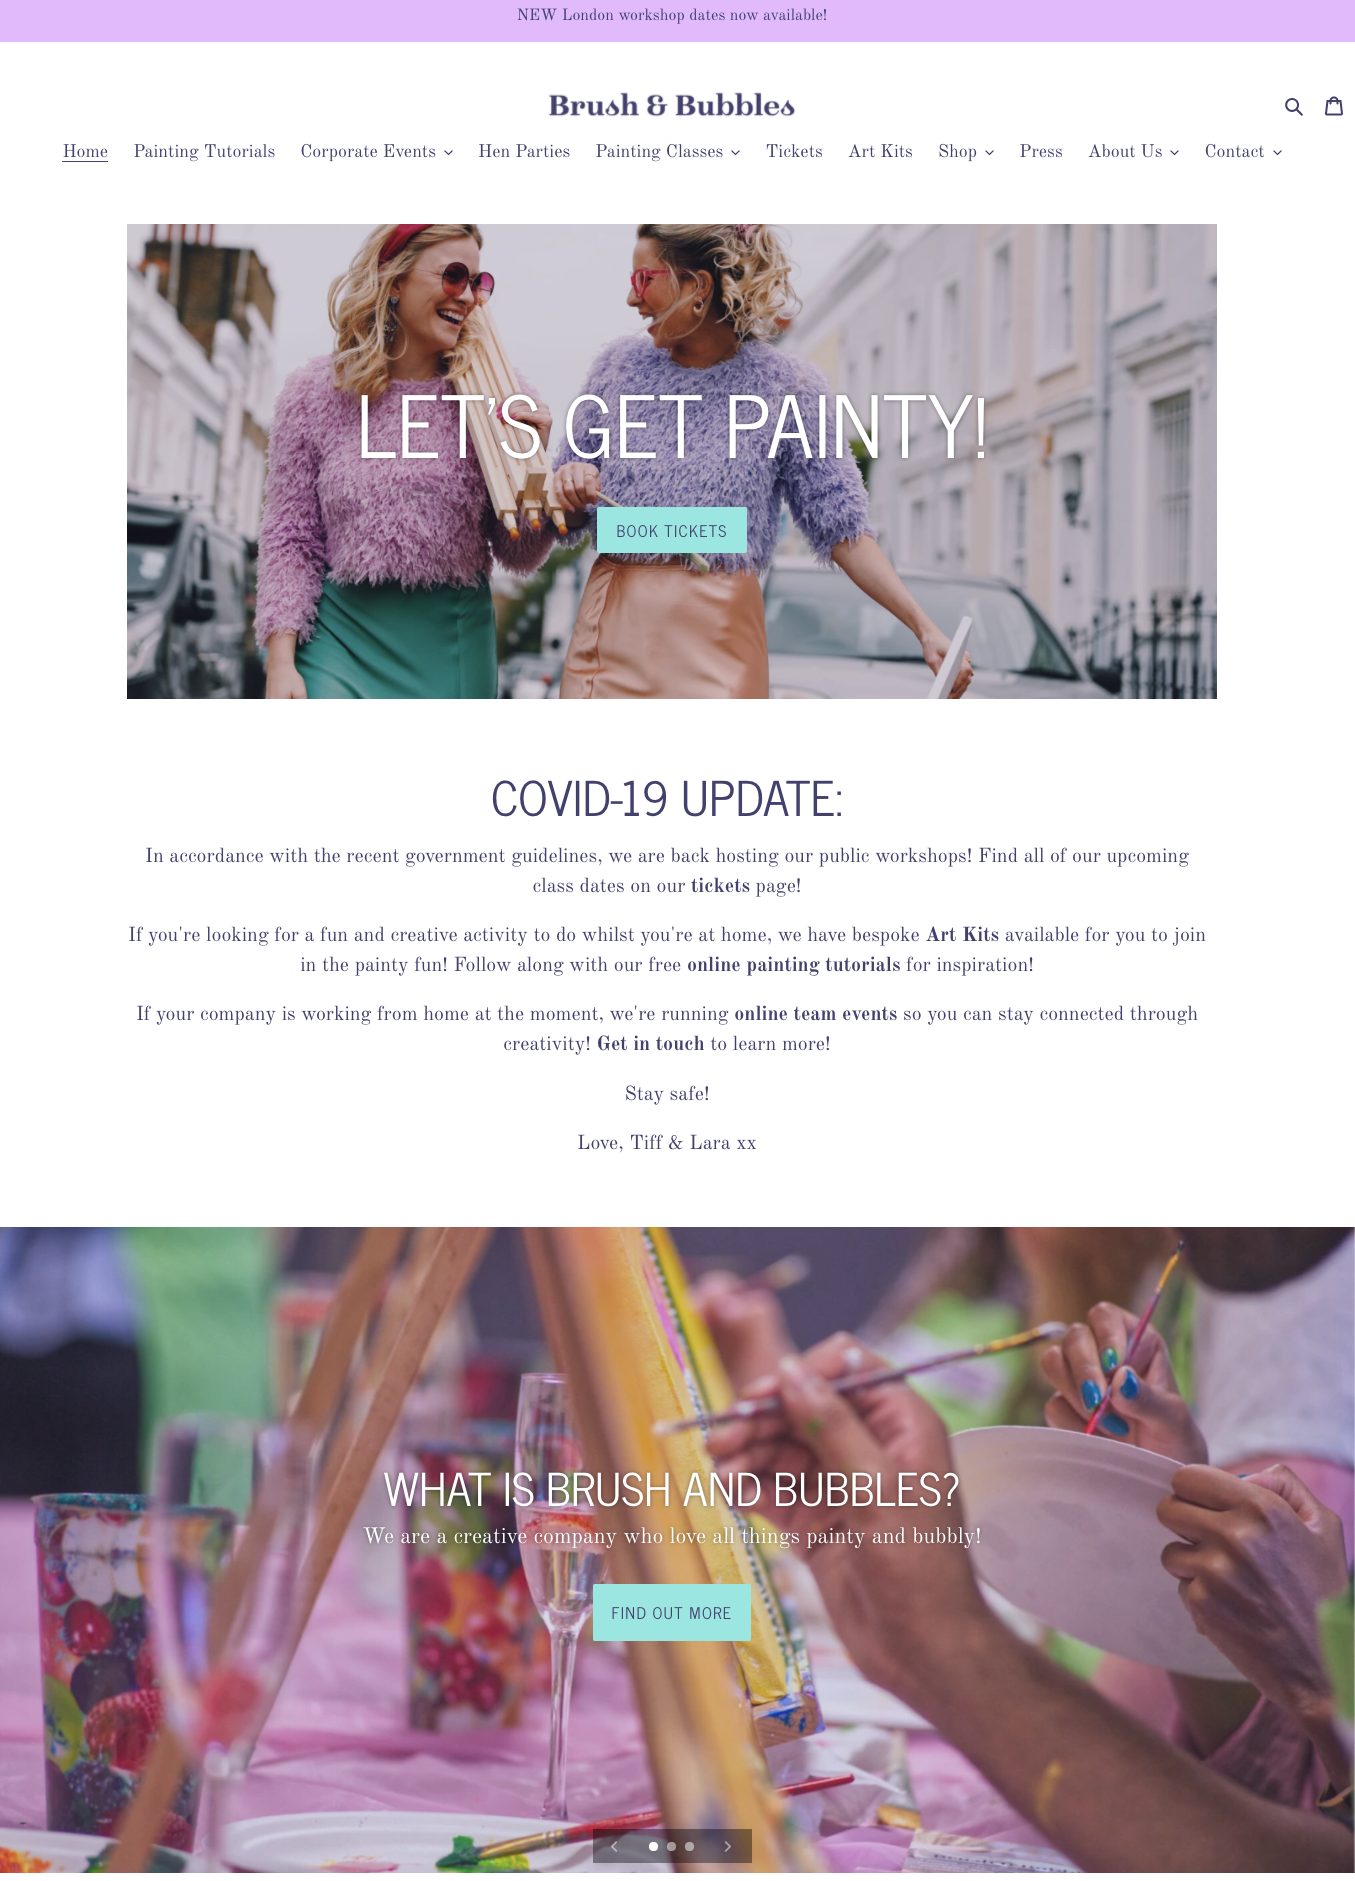 NEW London workshop dates now available!
Brush & Bubbles
Home Painting Tutorials Corporate Events Hen Parties Painting Classes Tickets Art Kits Shop Press About Us Contact
LET'S GET PAINTY!
BOOK TICKETS
COVID-19 UPDATE:
In accordance with the recent government guidelines, we are back hosting our public workshops! Find all of our upcoming
class dates on our tickets page!
If you're looking for a fun and creative activity to do whilst you're at home, we have bespoke Art Kits available for you to join
in the painty fun! Follow along with our free online painting tutorials for inspiration!
If your company is working from home at the moment, we're running online team events so you can stay connected through
creativity! Get in touch to learn more!
Stay safe!
Love, Tiff & Lara xx
WHAT IS BRUSH AND BUBBLES?
We are a creative company who love all things painty and bubbly!
FIND OUT MORE